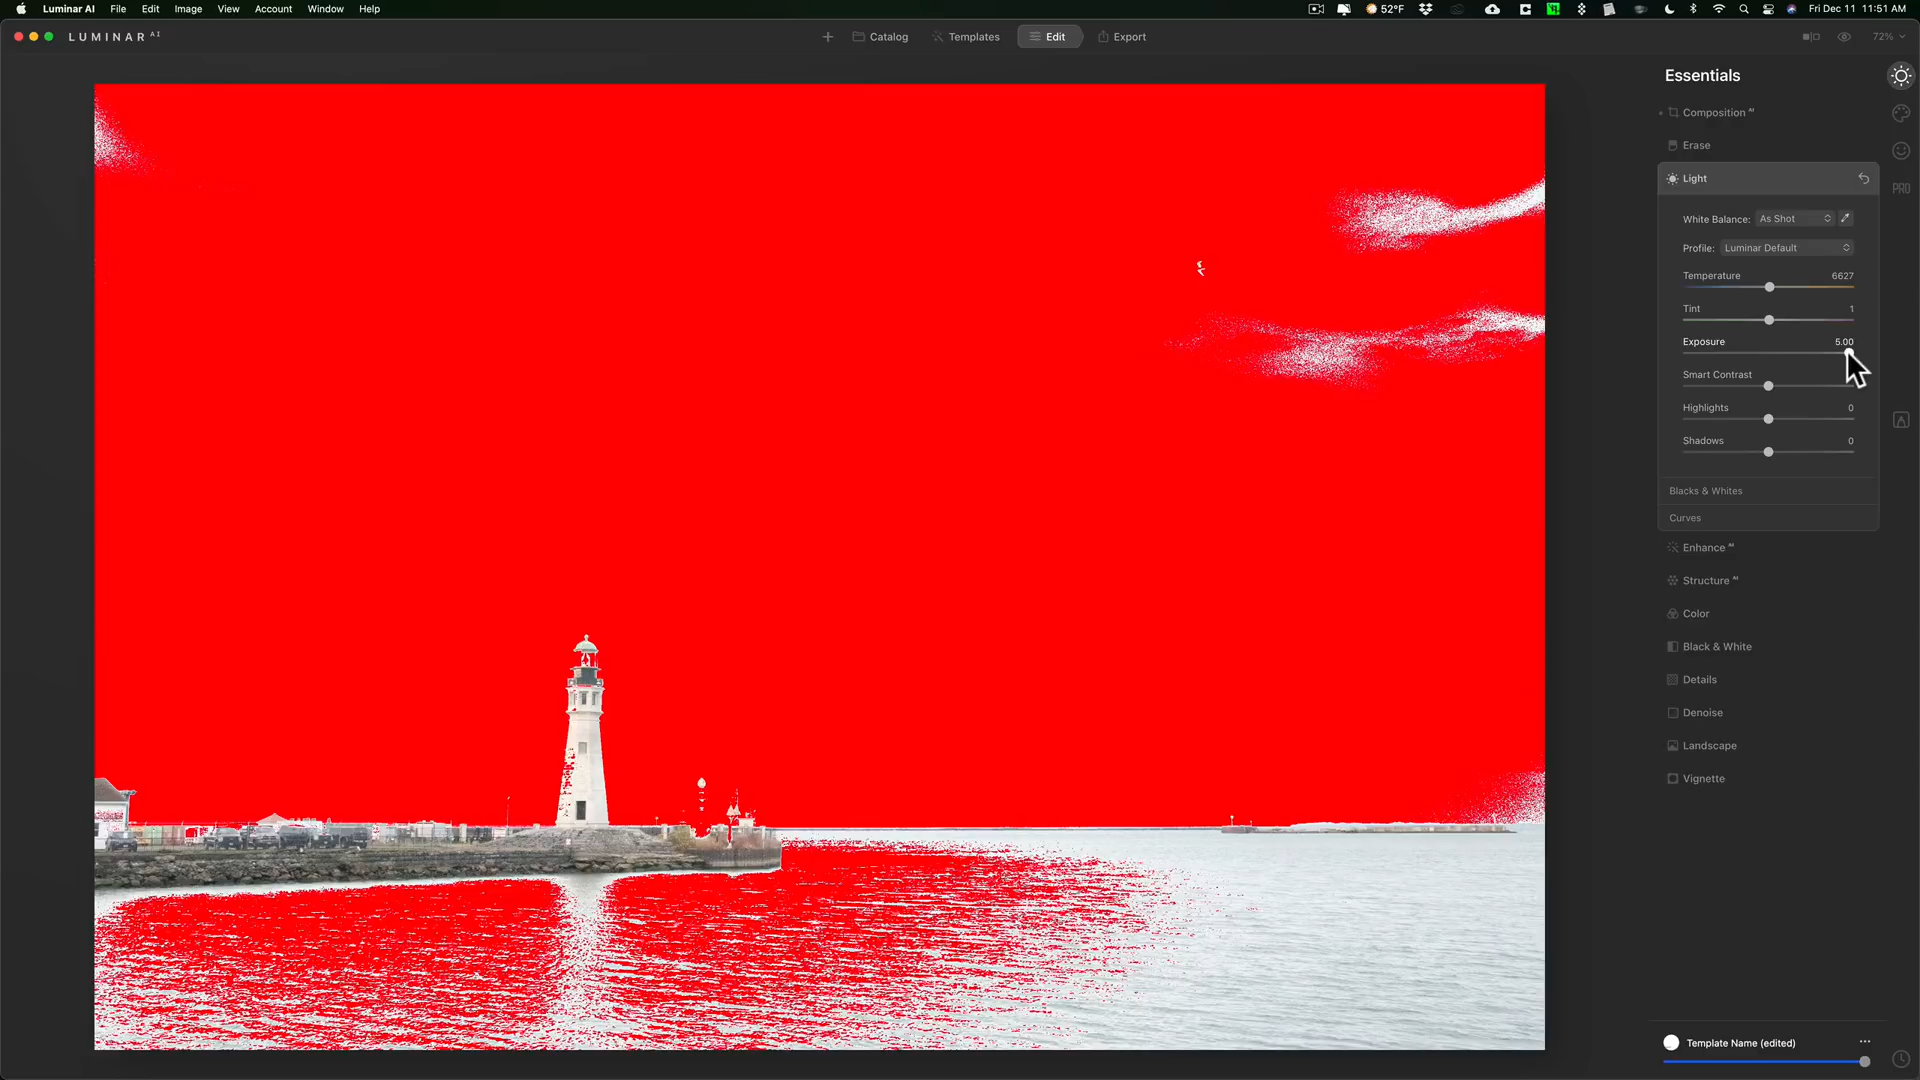 Luminar AI File Edit Image View Account Window Help 52°F Fri Dec 11 11:51 AM
LUMINAR AI Catalog Templates Edit Export 72%
Essentials
Composition AI
Erase
Light
White Balance: As Shot
Profile: Luminar Default
Temperature 6627
Tint 1
Exposure 5.00
Smart Contrast
Highlights 0
Shadows 0
Blacks & Whites
Curves
Enhance AI
Structure AI
Color
Black & White
Details
Denoise
Landscape
Vignette
PRO
Template Name (edited)